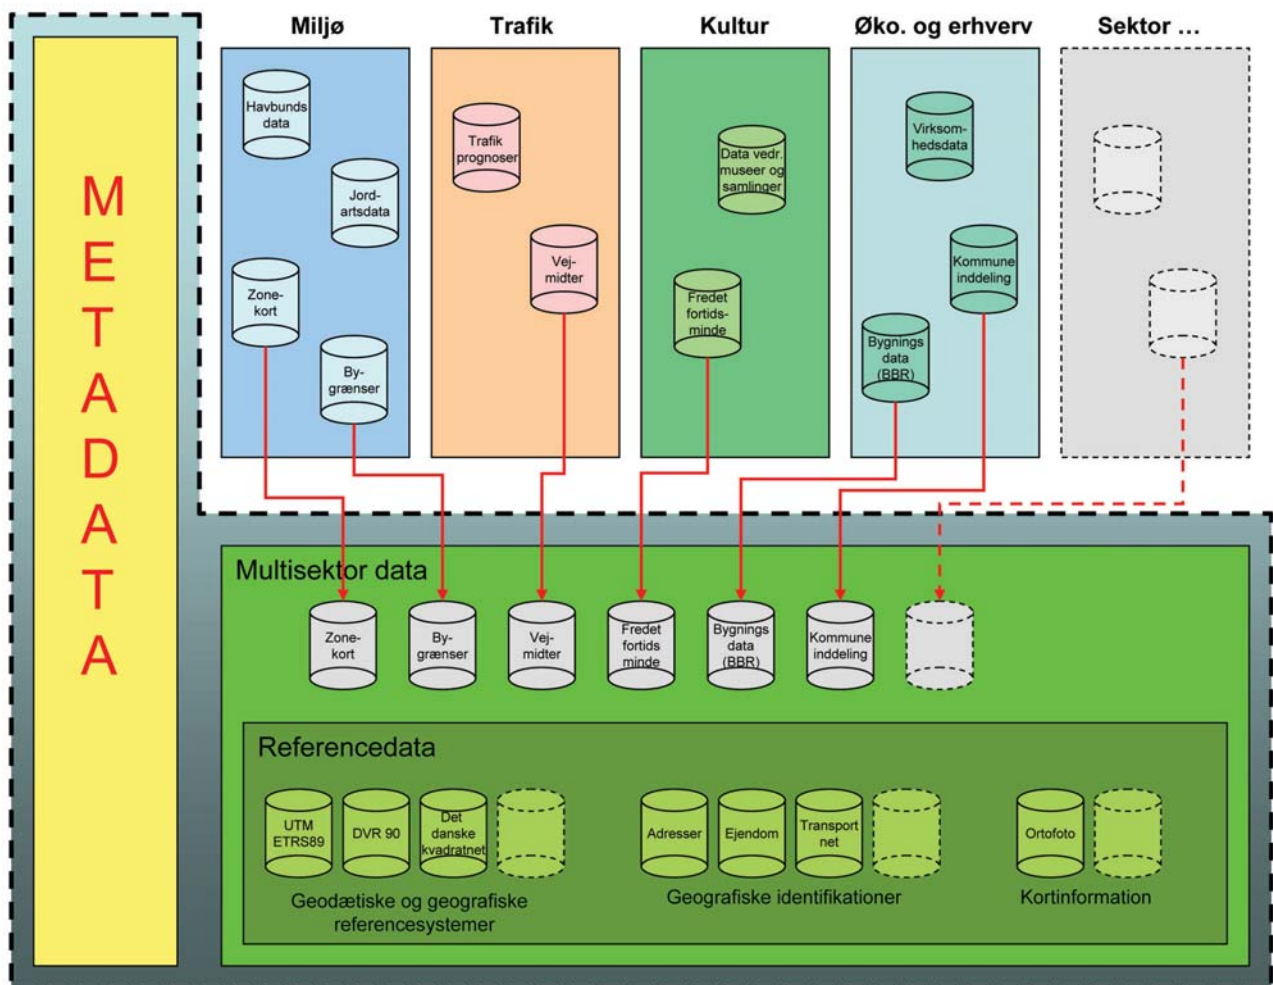 Miljø
Trafik
Kultur
Øko. og erhverv
Sektor ...
M
E
T
A
D
A
T
A
Havbunds
data
Jord-
artsdata
Zone-
kort
By-
grænser
Trafik
prognoser
Vej-
midter
Data vedr.
museer og
samlinger
Fredet
fortids-
minde
Virksom-
hedsdata
Kommune
inddeling
Bygnings
data
(BBR)
Multisektor data
Zone-
kort
By-
grænser
Vej-
midter
Fredet
fortids
minde
Bygnings
data
(BBR)
Kommune
inddeling
Referencedata
UTM
ETRS89
DVR 90
Det
danske
kvadratnet
Geodætiske og geografiske
referencesystemer
Adresser
Ejendom
Transport
net
Geografiske identifikationer
Ortofoto
Kortinformation